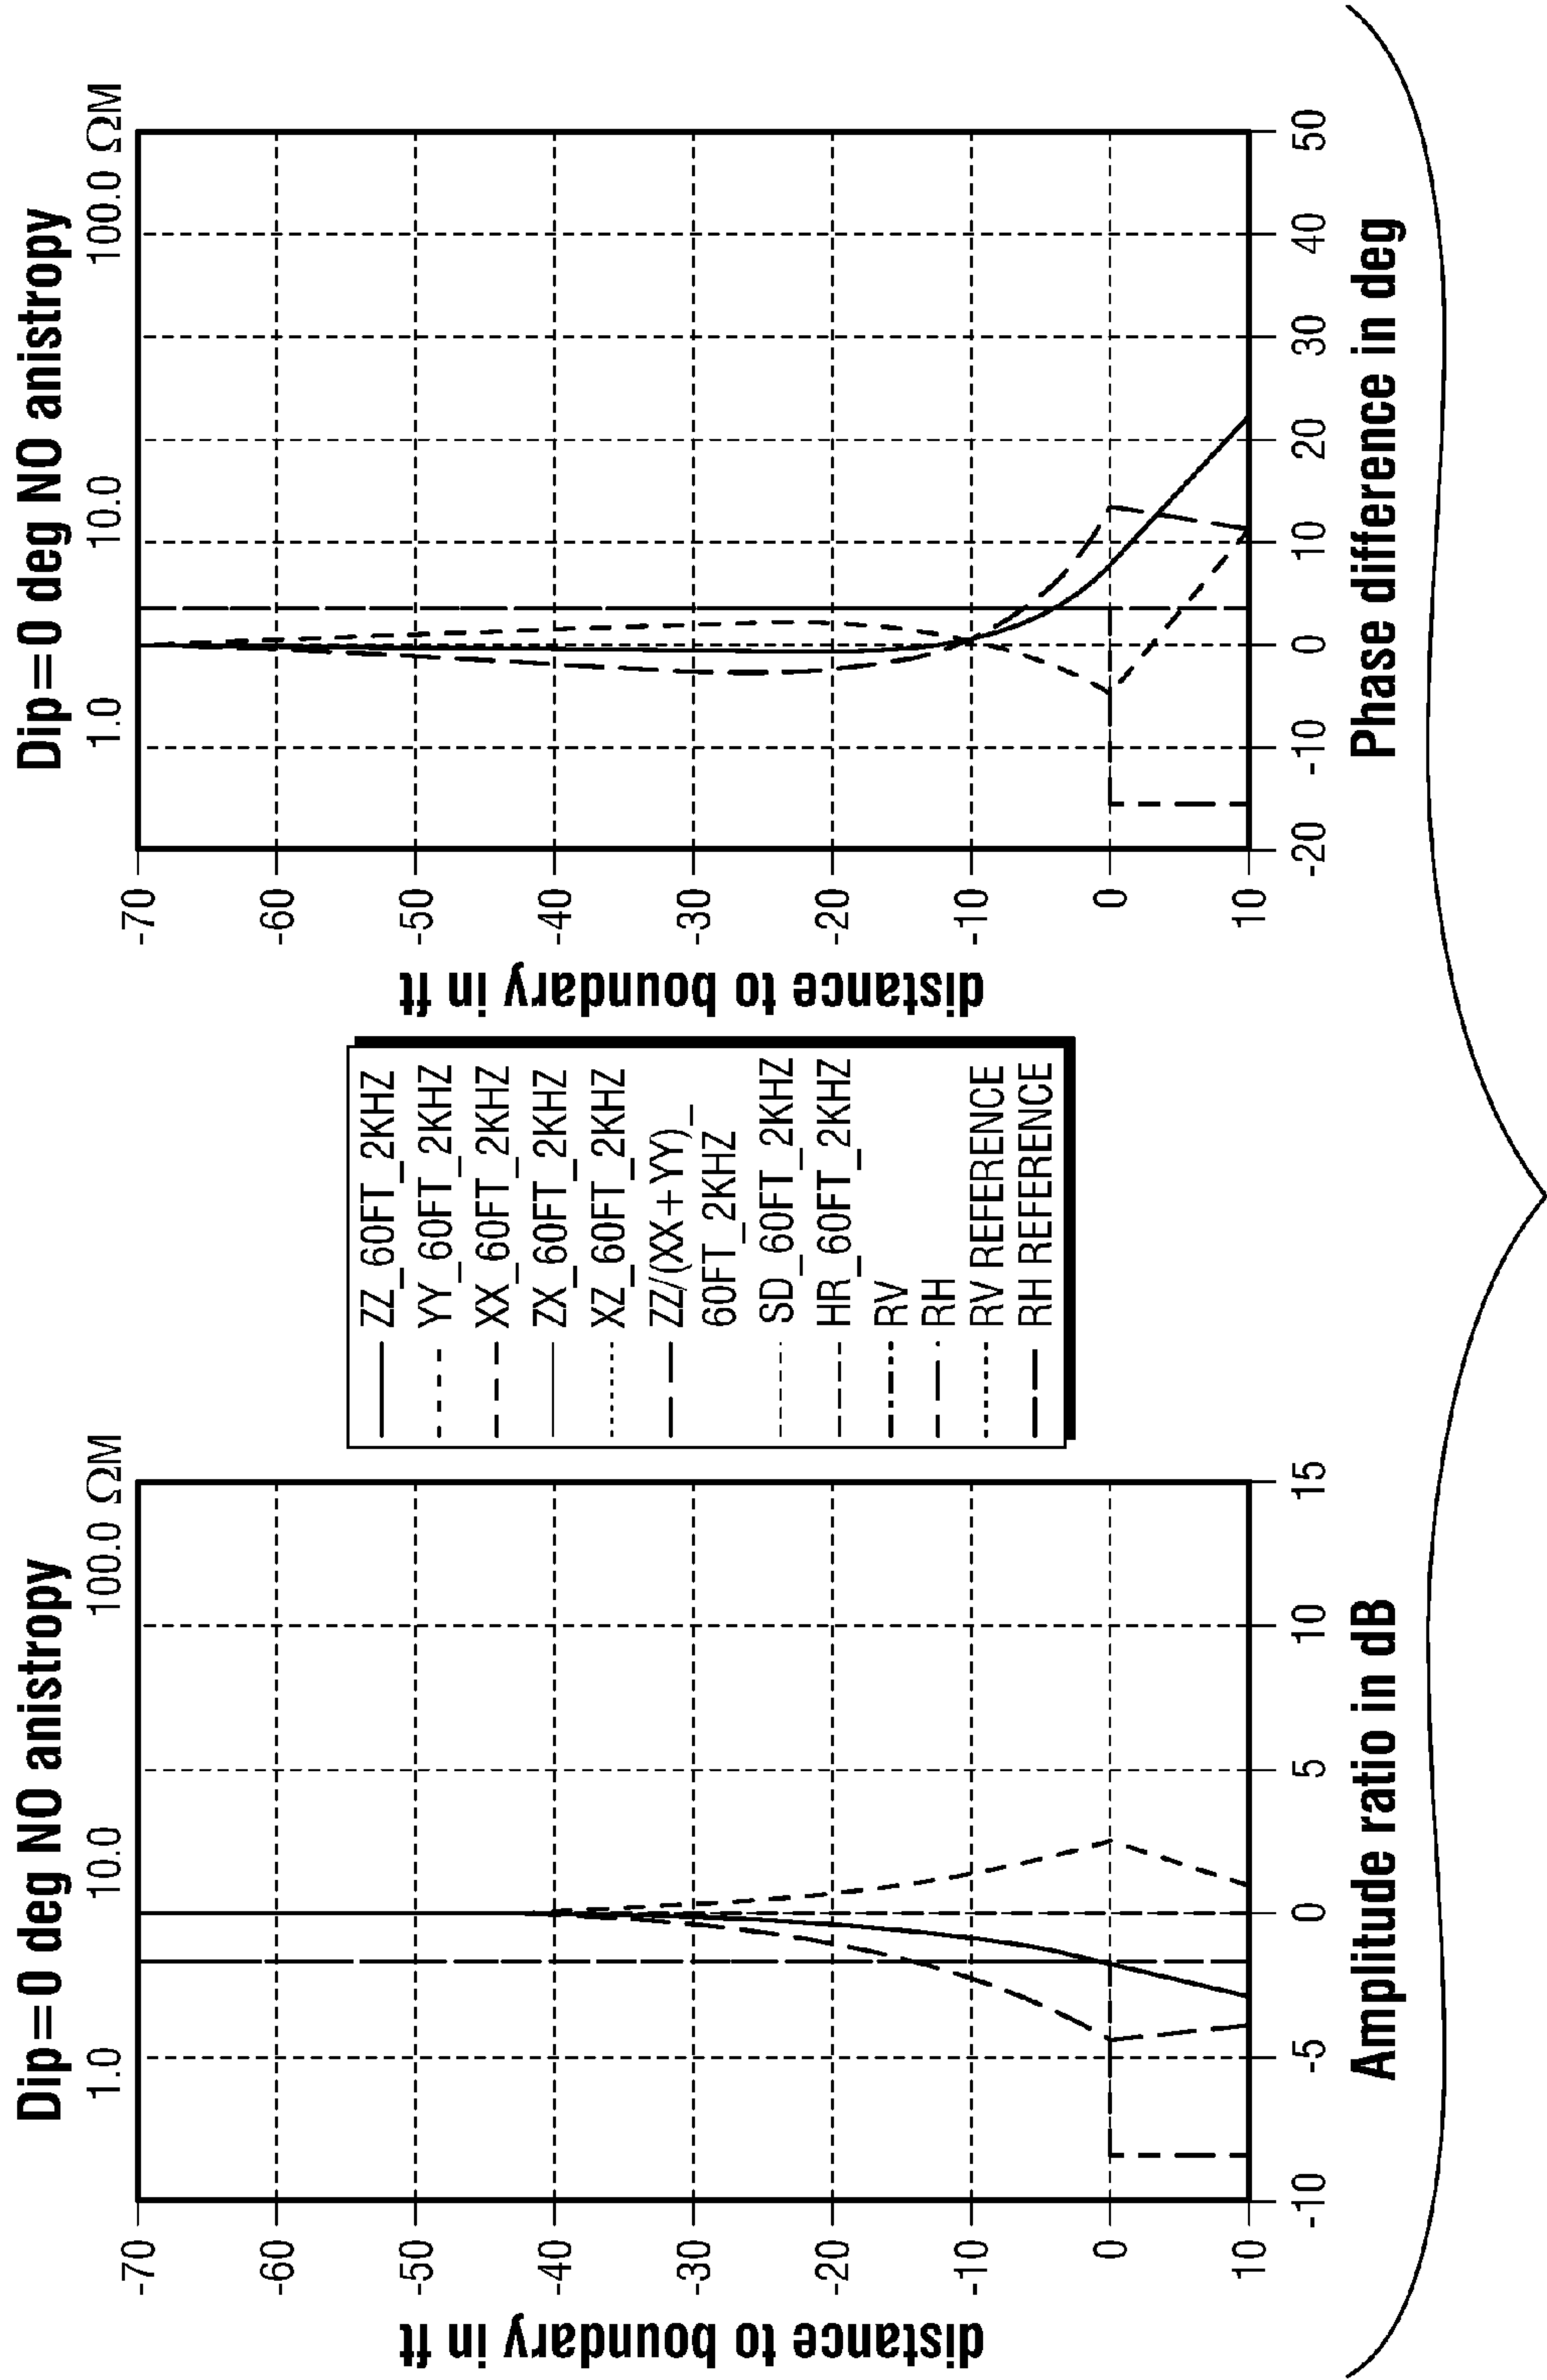 Dip=0 deg NO anistropy
1.0 10.0 100.0 ΩM
distance to boundary in ft
-70
-60
-50
-40
-30
-20
-10
0
10
-10 -5 0 5 10 15
Amplitude ratio in dB
ZZ_60FT_2KHZ
YY_60FT_2KHZ
XX_60FT_2KHZ
ZX_60FT_2KHZ
XZ_60FT_2KHZ
ZZ/(XX+YY)_
60FT_2KHZ
SD_60FT_2KHZ
HR_60FT_2KHZ
RV
RH
RV REFERENCE
RH REFERENCE
Dip=0 deg NO anistropy
1.0 10.0 100.0 ΩM
distance to boundary in ft
-70
-60
-50
-40
-30
-20
-10
0
10
-20 -10 0 10 20 30 40 50
Phase difference in deg